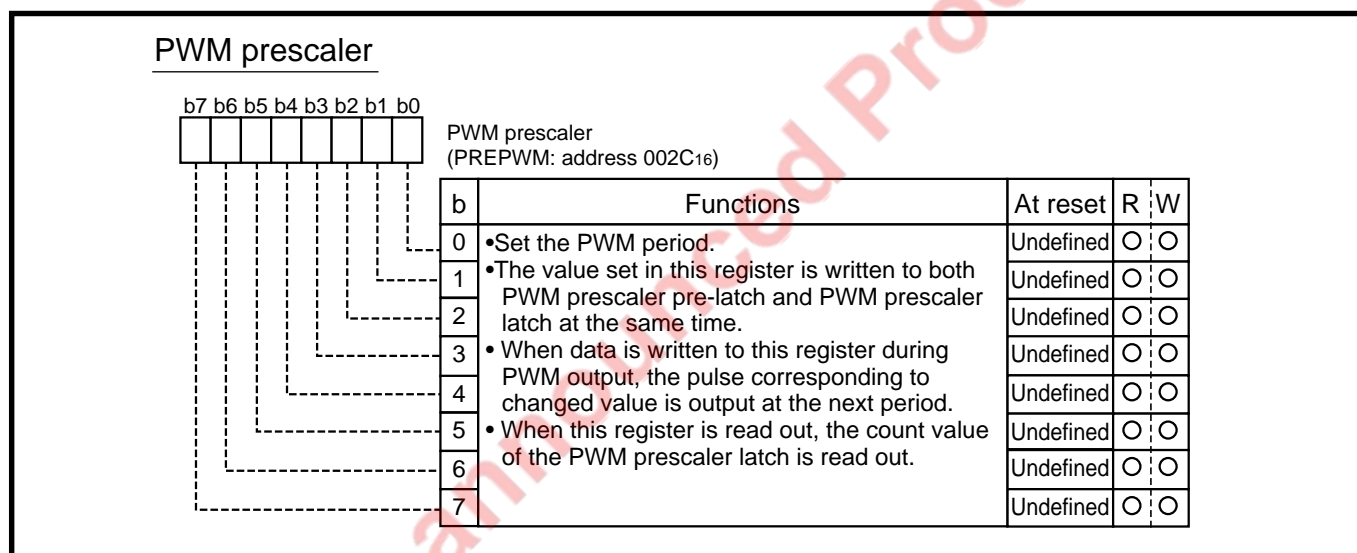 PWM prescaler
b7 b6 b5 b4 b3 b2 b1 b0
PWM prescaler
(PREPWM: address 002C16)
b Functions At reset R W
0 •Set the PWM period. Undefined O O
1 •The value set in this register is written to both Undefined O O
PWM prescaler pre-latch and PWM prescaler
2 latch at the same time. Undefined O O
3 • When data is written to this register during Undefined O O
PWM output, the pulse corresponding to
4 changed value is output at the next period. Undefined O O
5 • When this register is read out, the count value Undefined O O
of the PWM prescaler latch is read out.
6 Undefined O O
7 Undefined O O
announced Pro